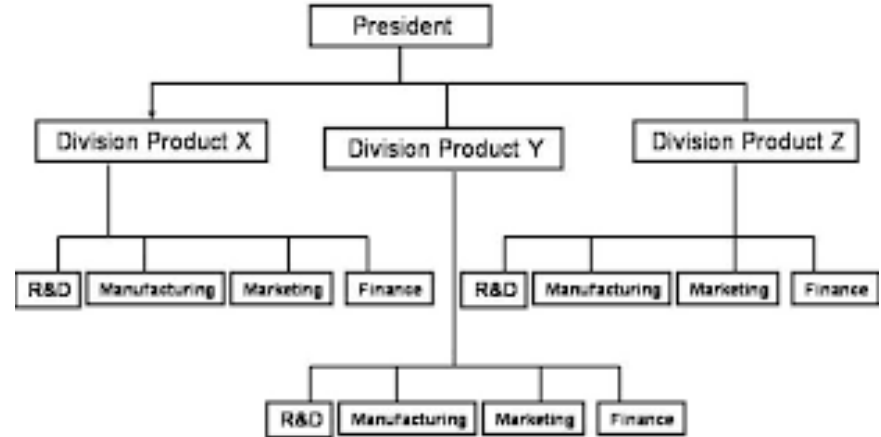 President
Division Product X
Division Product Y
Division Product Z
R&D Manufacturing Marketing Finance
R&D Manufacturing Marketing Finance
R&D Manufacturing Marketing Finance